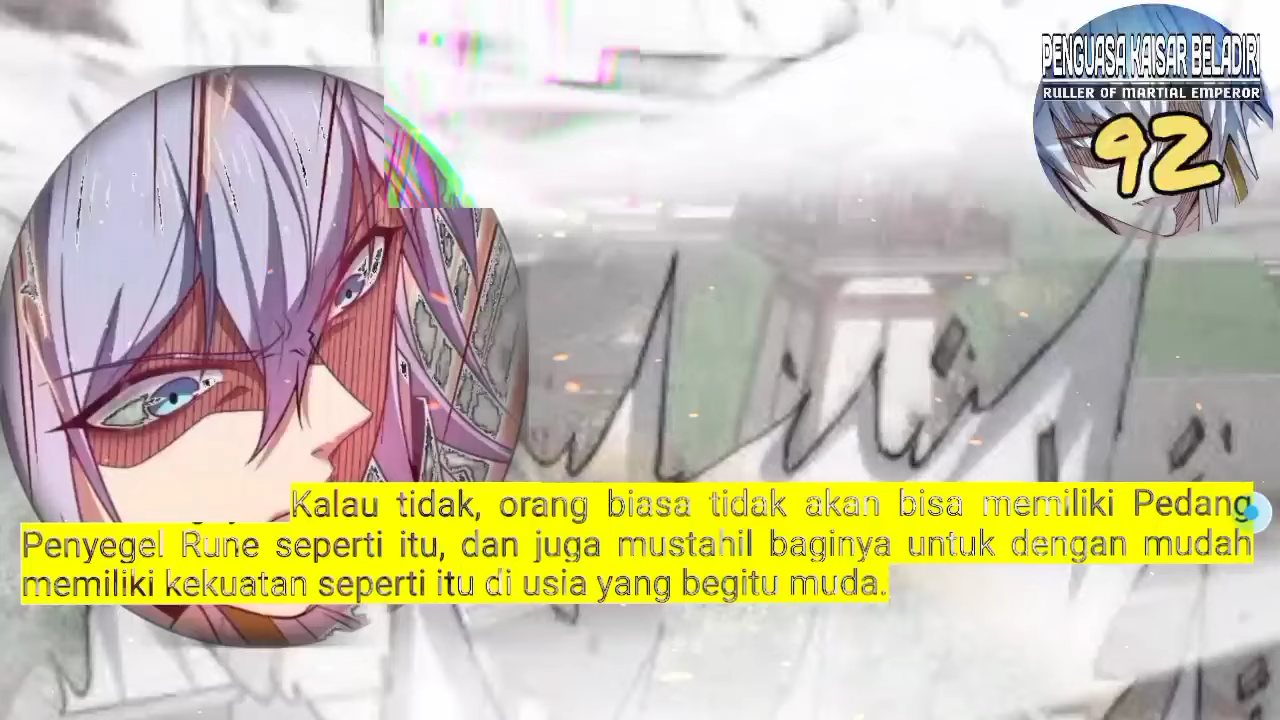 PENGUASA KAISAR BELADIRI
RULLER OF MARTIAL EMPEROR
92
Kalau tidak, orang biasa tidak akan bisa memiliki Pedang
Penyegel Rune seperti itu, dan juga mustahil baginya untuk dengan mudah
memiliki kekuatan seperti itu di usia yang begitu muda.